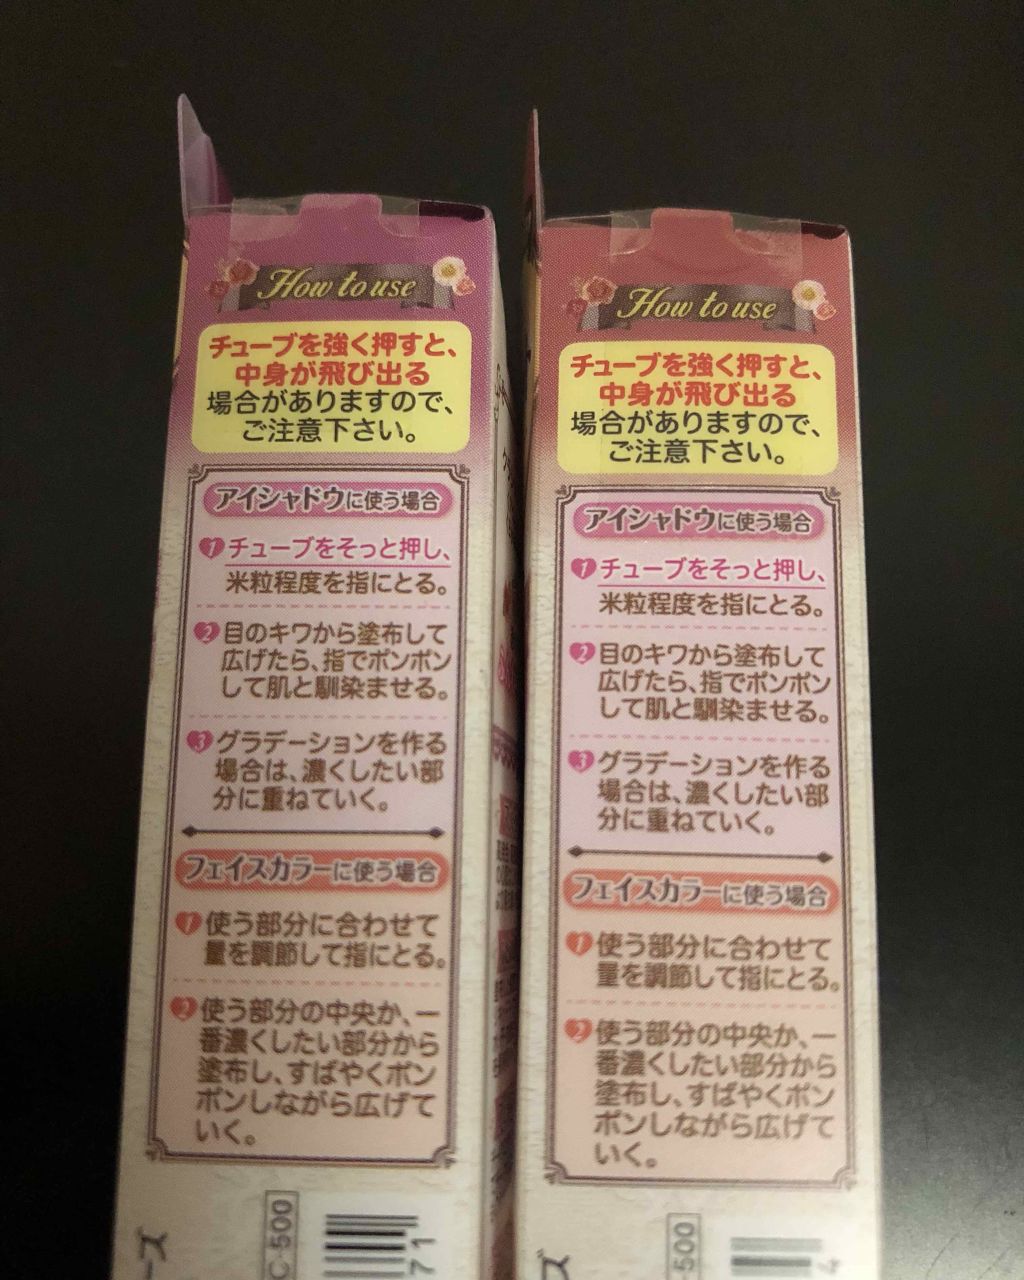 How to use
チューブを強く押すと、
中身が飛び出る
場合がありますので、
ご注意下さい。
アイシャドウに使う場合
1 チューブをそっと押し、
米粒程度を指にとる。
2 目のキワから塗布して
広げたら、指でポンポン
して肌と馴染ませる。
3 グラデーションを作る
場合は、濃くしたい部
分に重ねていく。
フェイスカラーに使う場合
1 使う部分に合わせて
量を調節して指にとる。
2 使う部分の中央か、一
番濃くしたい部分から
塗布し、すばやくポン
ポンしながら広げて
いく。
C-500
71
ーズ
How to use
チューブを強く押すと、
中身が飛び出る
場合がありますので、
ご注意下さい。
アイシャドウに使う場合
1 チューブをそっと押し、
米粒程度を指にとる。
2 目のキワから塗布して
広げたら、指でポンポン
して肌と馴染ませる。
3 グラデーションを作る
場合は、濃くしたい部
分に重ねていく。
フェイスカラーに使う場合
1 使う部分に合わせて
量を調節して指にとる。
2 使う部分の中央か、一
番濃くしたい部分から
塗布し、すばやくポン
ポンしながら広げて
いく。
500
ズ